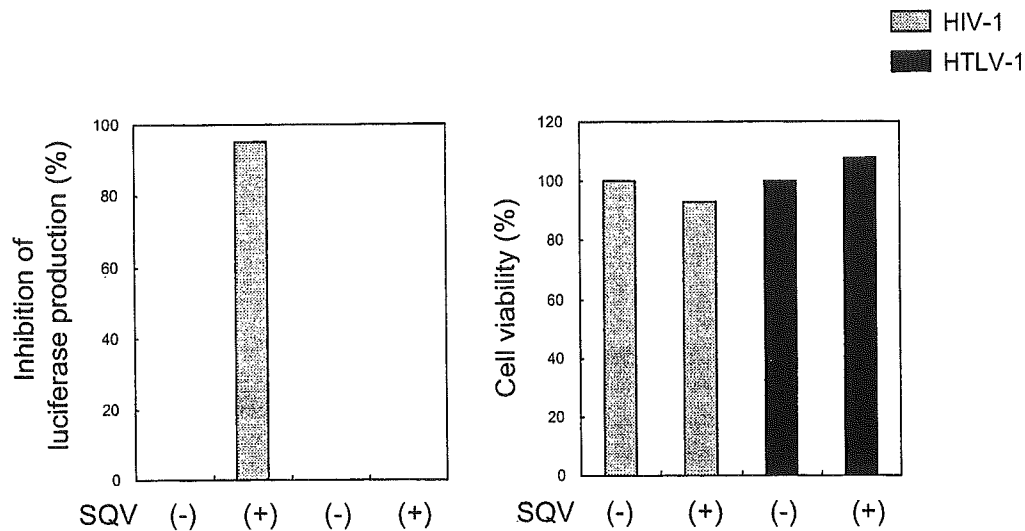 HIV-1
HTLV-1
Inhibition of
luciferase production (%)
100
80
60
40
20
0
SQV (-) (+) (-) (+)
Cell viability (%)
120
100
80
60
40
20
0
SQV (-) (+) (-) (+)